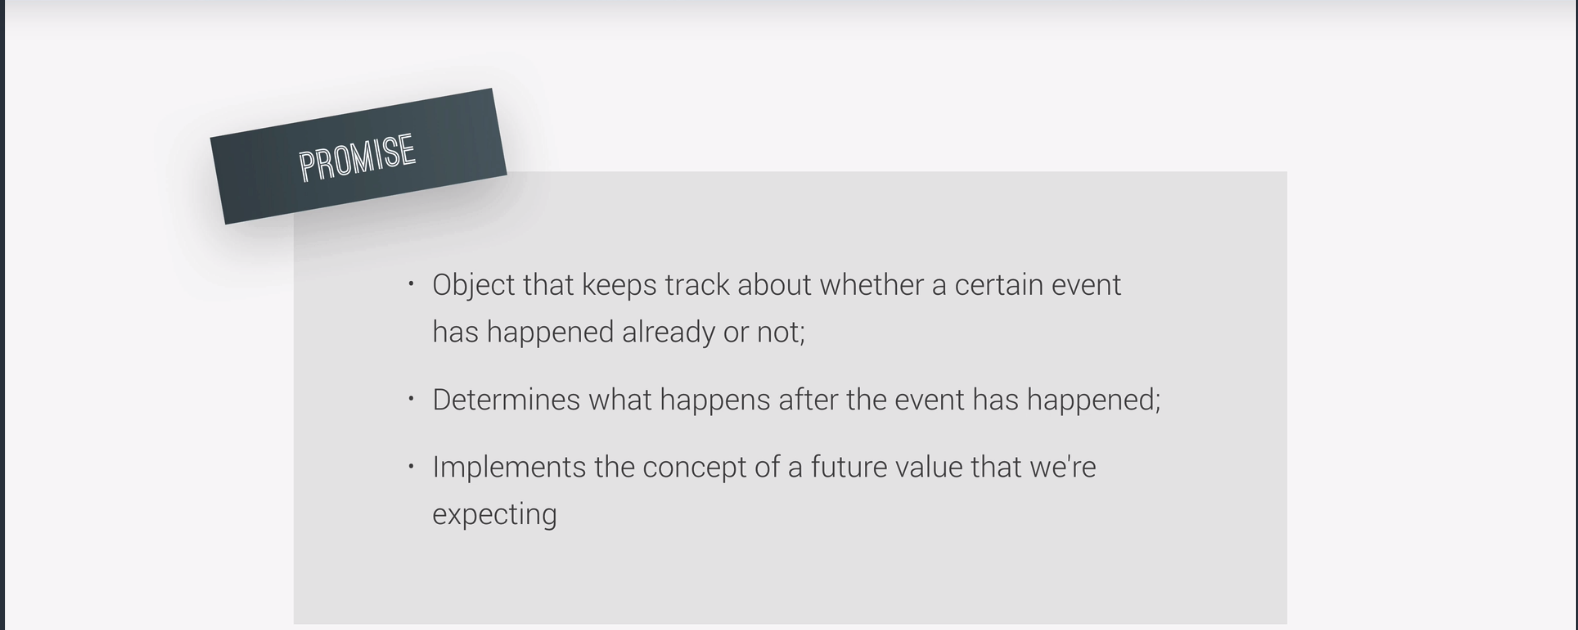 PROMISE
• Object that keeps track about whether a certain event
has happened already or not;
• Determines what happens after the event has happened;
• Implements the concept of a future value that we're
expecting